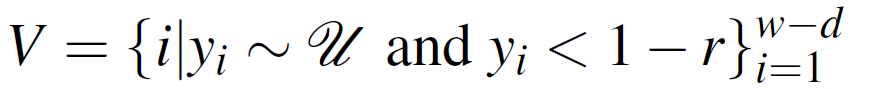 V = {i|y_i ∼ 𝒰 and y_i < 1 − r}_{i=1}^{w−d}